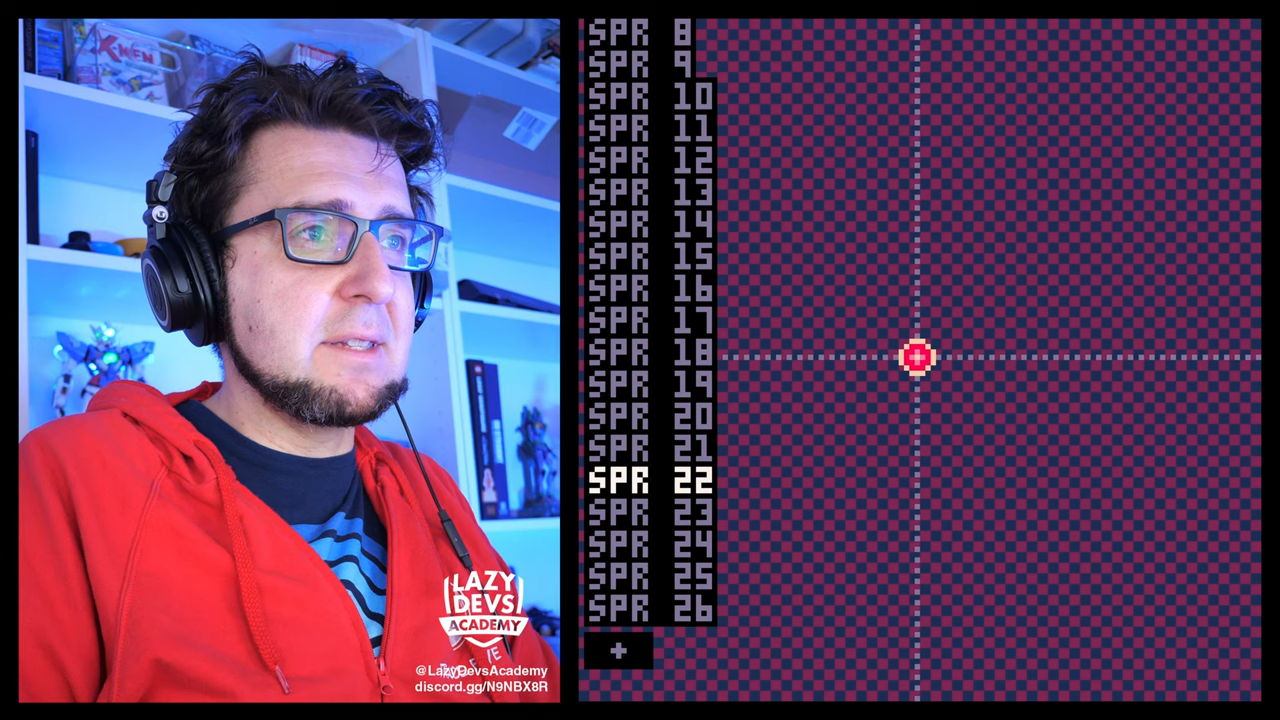 X-MEN
LAZY
DEVS
ACADEMY
@LazyDevsAcademy
discord.gg/N9NBX8R
SPR 8
SPR 9
SPR 10
SPR 11
SPR 12
SPR 13
SPR 14
SPR 15
SPR 16
SPR 17
SPR 18
SPR 19
SPR 20
SPR 21
SPR 22
SPR 23
SPR 24
SPR 25
SPR 26
+